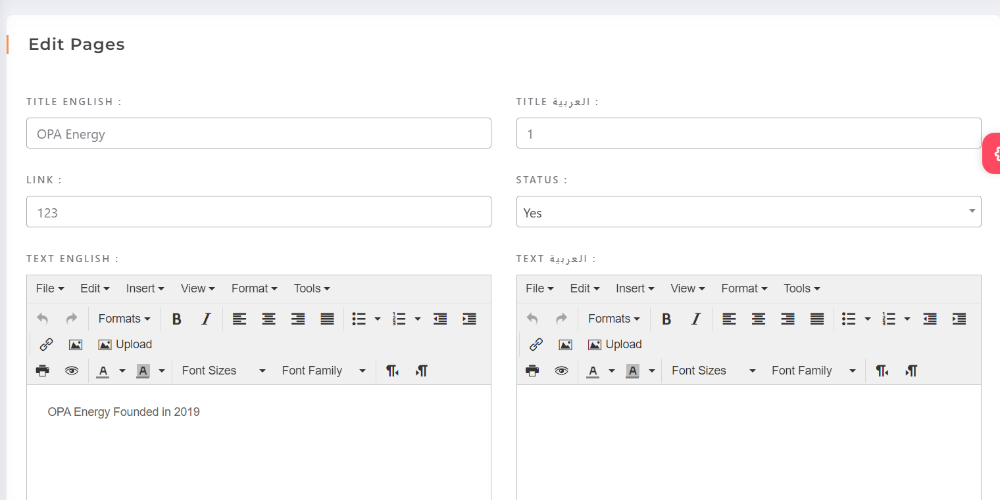 Edit Pages
TITLE ENGLISH :
TITLE العربية :
OPA Energy
1
LINK :
STATUS :
123
Yes
TEXT ENGLISH :
TEXT العربية :
File Edit Insert View Format Tools
Formats B I
Upload
A A Font Sizes Font Family
OPA Energy Founded in 2019
File Edit Insert View Format Tools
Formats B I
Upload
A A Font Sizes Font Family